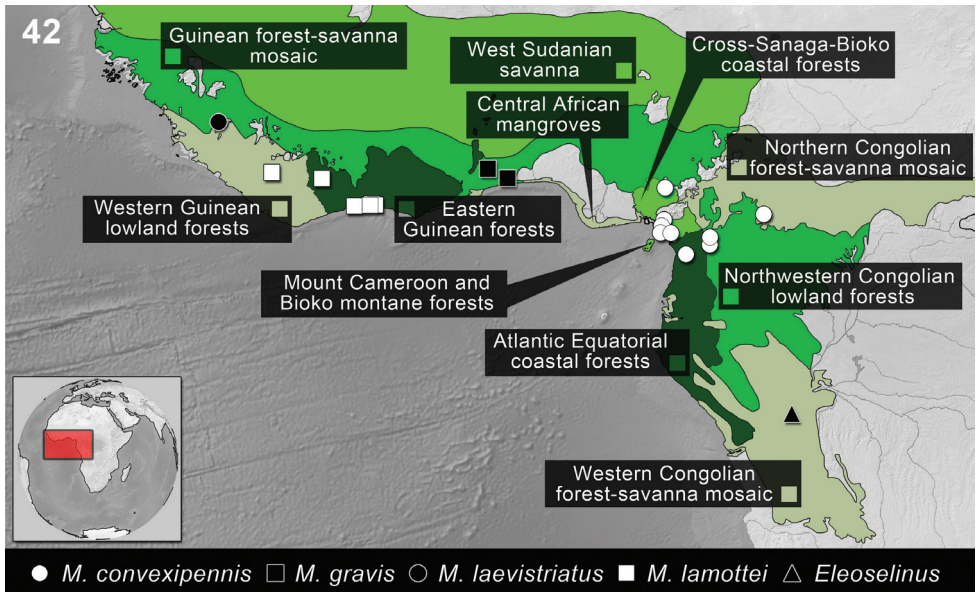 42
Guinean forest-savanna
mosaic
West Sudanian
savanna
Cross-Sanaga-Bioko
coastal forests
Central African
mangroves
Northern Congolian
forest-savanna mosaic
Western Guinean
lowland forests
Eastern
Guinean forests
Mount Cameroon and
Bioko montane forests
Northwestern Congolian
lowland forests
Atlantic Equatorial
coastal forests
Western Congolian
forest-savanna mosaic
M. convexipennis M. gravis M. laevistriatus M. lamottei Eleoselinus